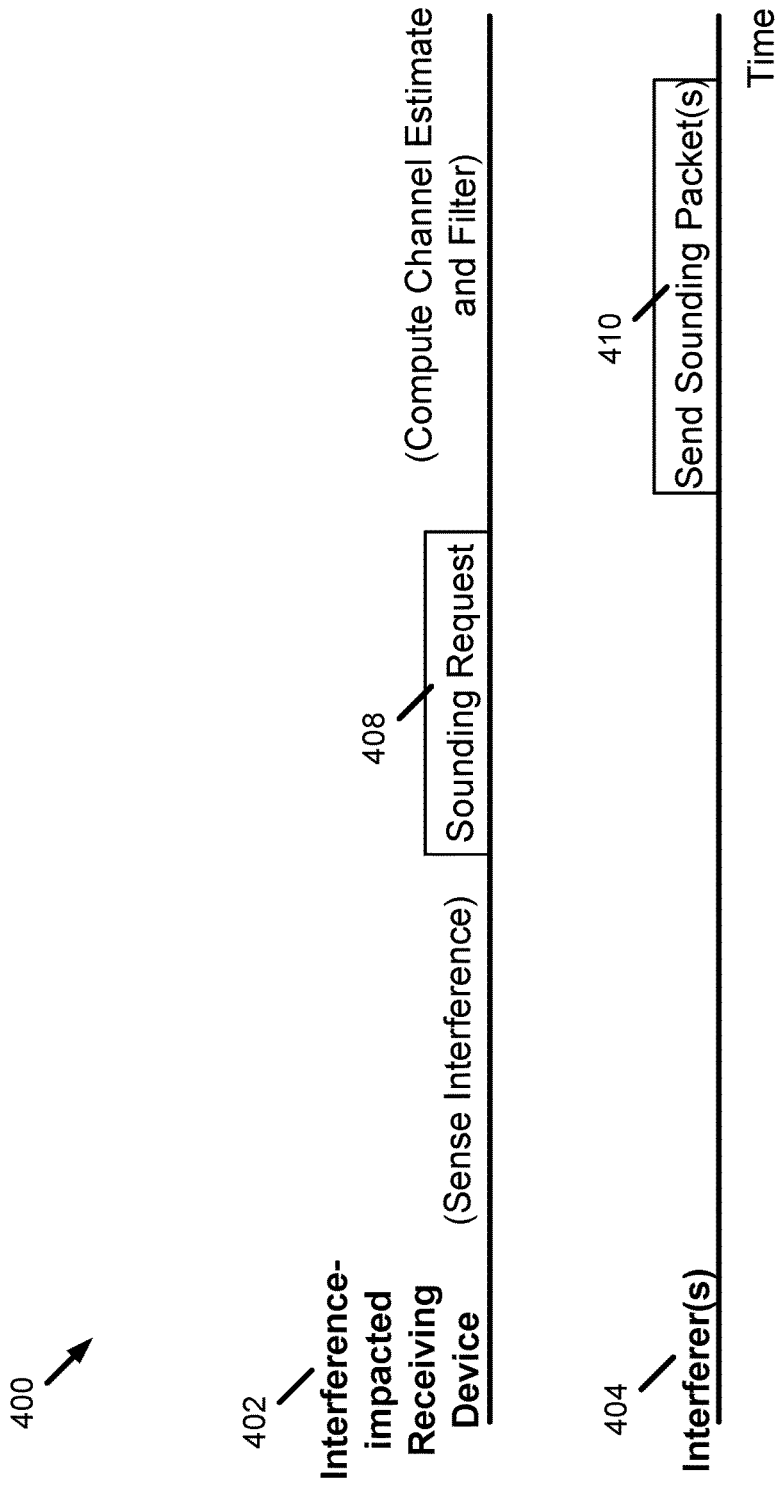 400
402
Interference-
impacted
Receiving
Device
(Sense Interference)
408
Sounding Request
(Compute Channel Estimate
and Filter)
404
Interferer(s)
410
Send Sounding Packet(s)
Time